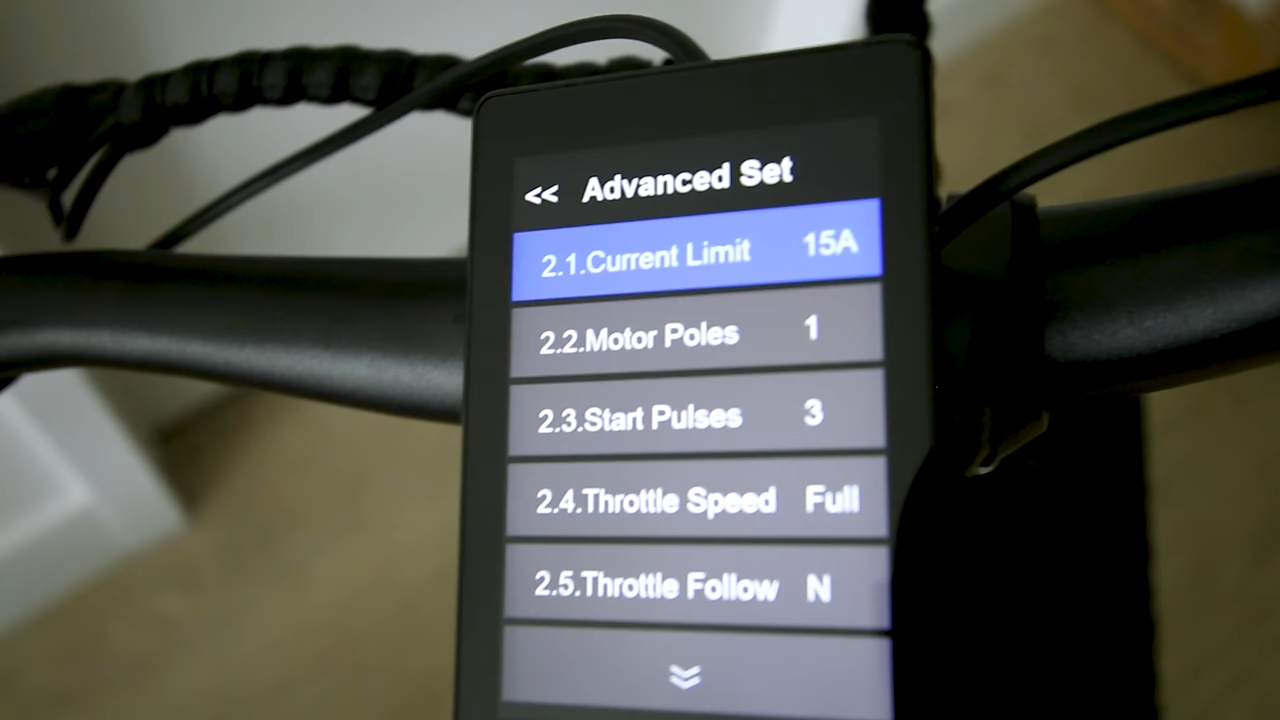 << Advanced Set
2.1.Current Limit 15A
2.2.Motor Poles 1
2.3.Start Pulses 3
2.4.Throttle Speed Full
2.5.Throttle Follow N